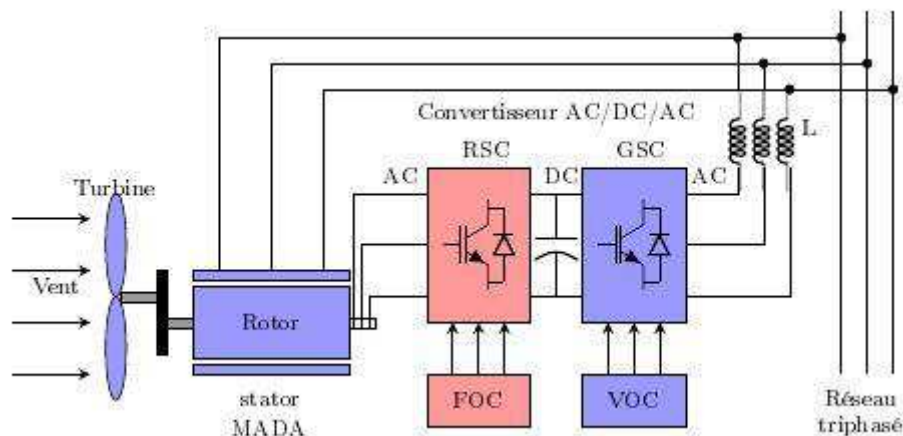 Convertisseur AC/DC/AC
L
RSC
GSC
AC
DC
AC
Turbine
Vent
Rotor
stator
MADA
FOC
VOC
Réseau
triphasé